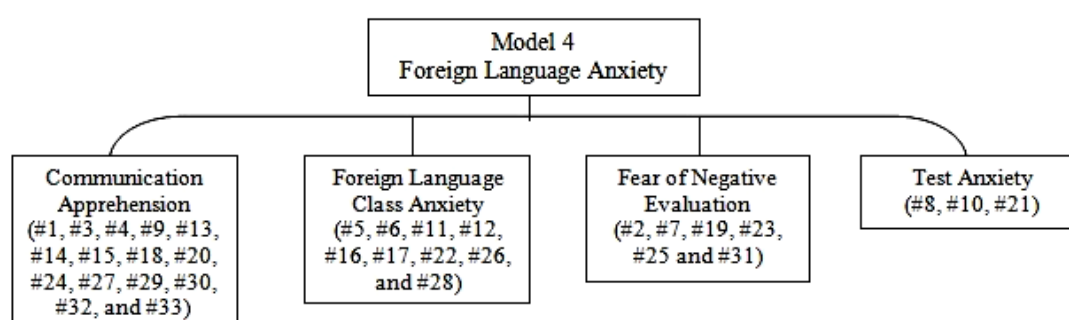 Model 4
Foreign Language Anxiety
Communication
Apprehension
(#1, #3, #4, #9, #13,
#14, #15, #18, #20,
#24, #27, #29, #30,
#32, and #33)
Foreign Language
Class Anxiety
(#5, #6, #11, #12,
#16, #17, #22, #26,
and #28)
Fear of Negative
Evaluation
(#2, #7, #19, #23,
#25 and #31)
Test Anxiety
(#8, #10, #21)